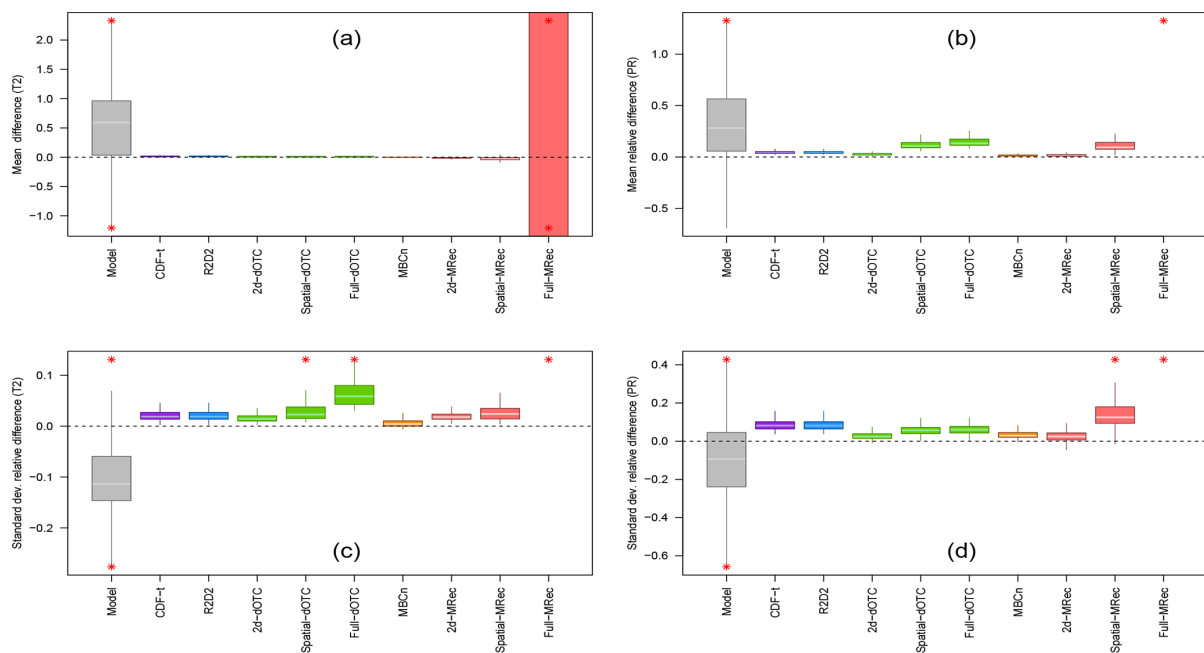 (a)
Mean difference (T2)
2.0
1.5
1.0
0.5
0.0
−0.5
−1.0
Model
CDF−t
R2D2
2d−dOTC
Spatial−dOTC
Full−dOTC
MBCn
2d−MRec
Spatial−MRec
Full−MRec
(b)
Mean relative difference (PR)
1.0
0.5
0.0
−0.5
Model
CDF−t
R2D2
2d−dOTC
Spatial−dOTC
Full−dOTC
MBCn
2d−MRec
Spatial−MRec
Full−MRec
(c)
Standard dev. relative difference (T2)
0.1
0.0
−0.1
−0.2
Model
CDF−t
R2D2
2d−dOTC
Spatial−dOTC
Full−dOTC
MBCn
2d−MRec
Spatial−MRec
Full−MRec
(d)
Standard dev. relative difference (PR)
0.4
0.2
0.0
−0.2
−0.4
−0.6
Model
CDF−t
R2D2
2d−dOTC
Spatial−dOTC
Full−dOTC
MBCn
2d−MRec
Spatial−MRec
Full−MRec